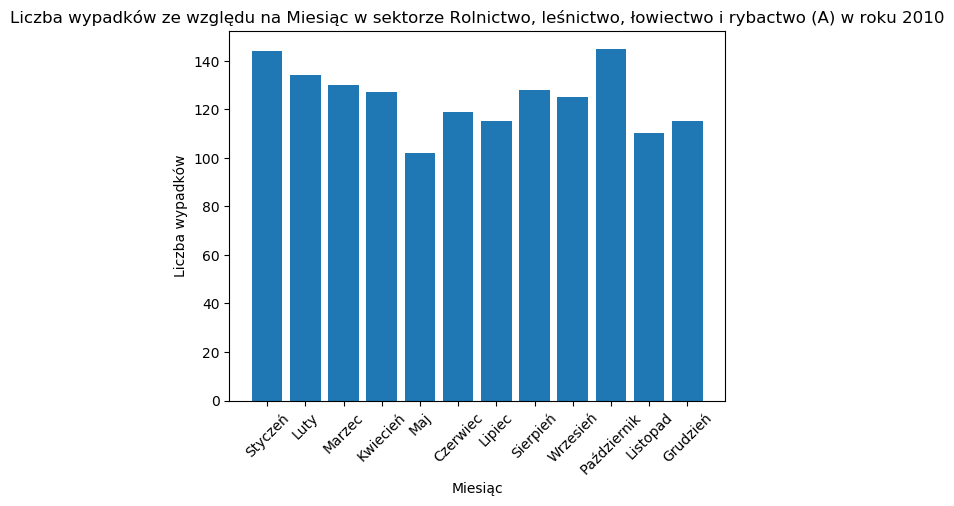 Liczba wypadków ze względu na Miesiąc w sektorze Rolnictwo, leśnictwo, łowiectwo i rybactwo (A) w roku 2010
140
120
100
80
60
40
20
0
Liczba wypadków
Styczeń
Luty
Marzec
Kwiecień
Maj
Czerwiec
Lipiec
Sierpień
Wrzesień
Październik
Listopad
Grudzień
Miesiąc